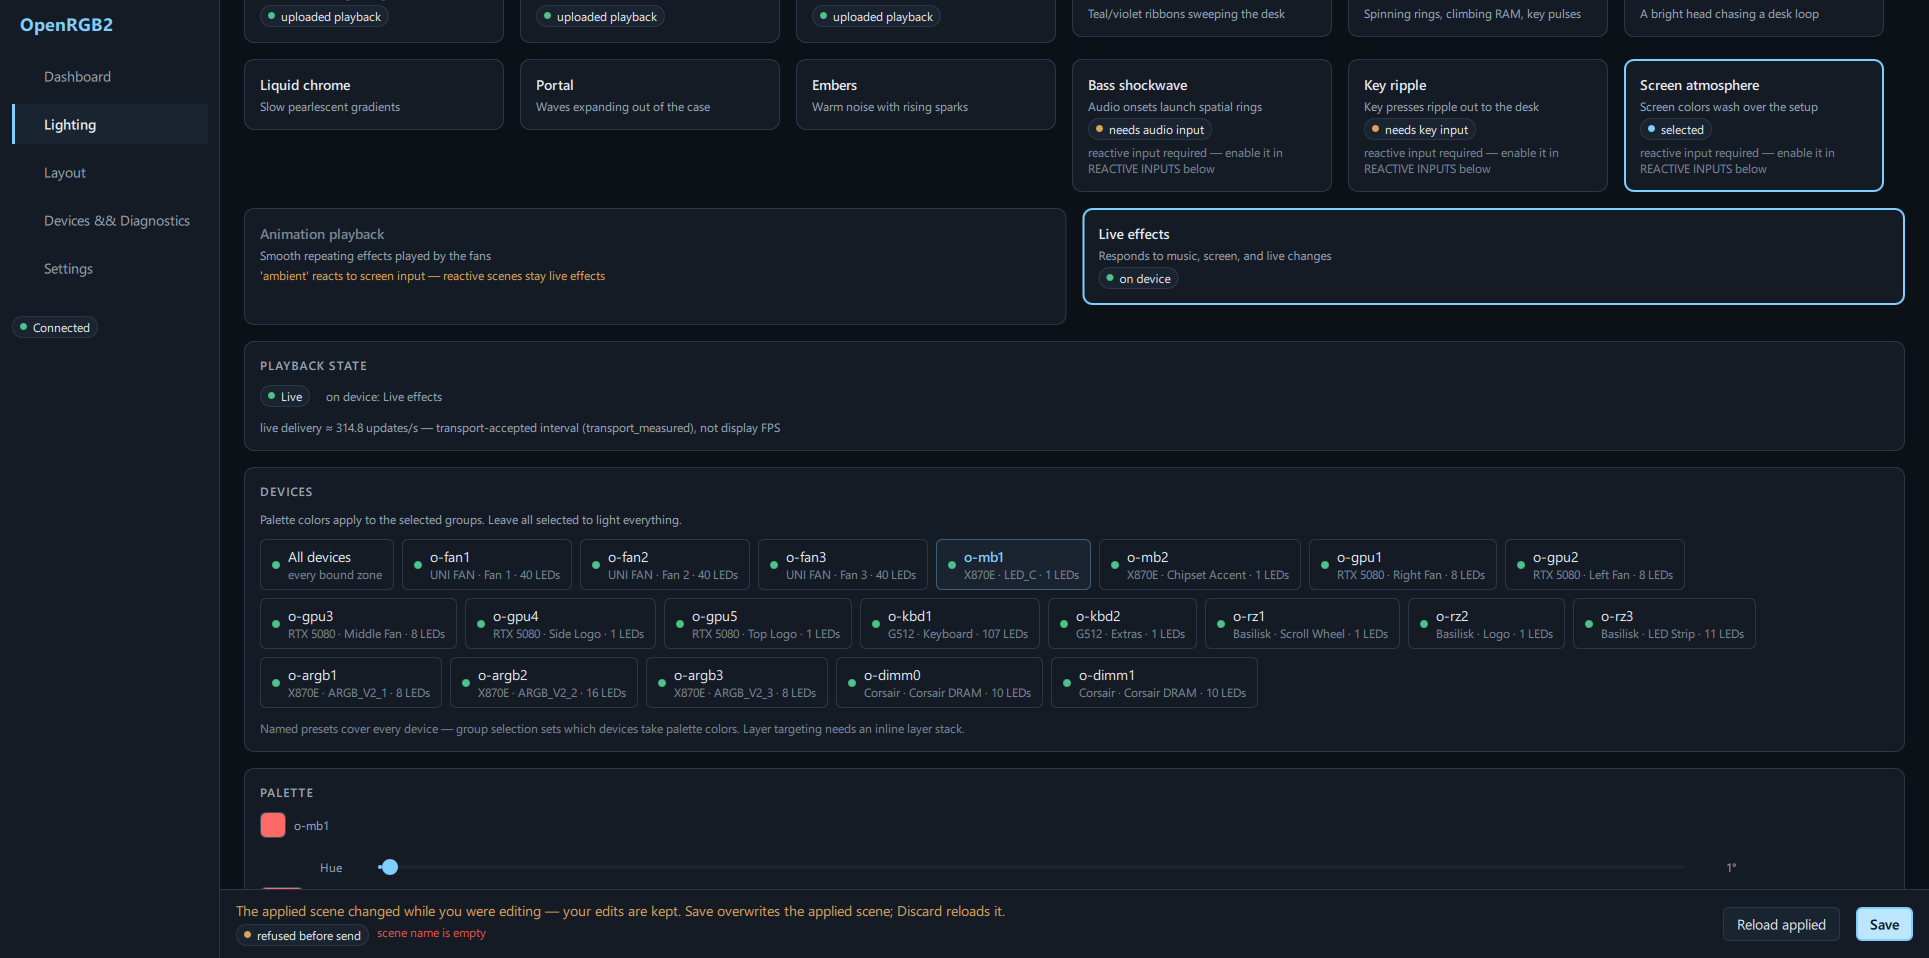 OpenRGB2
Dashboard
Lighting
Layout
Devices && Diagnostics
Settings
Connected
uploaded playback
uploaded playback
uploaded playback
Teal/violet ribbons sweeping the desk
Spinning rings, climbing RAM, key pulses
A bright head chasing a desk loop
Liquid chrome
Slow pearlescent gradients
Portal
Waves expanding out of the case
Embers
Warm noise with rising sparks
Bass shockwave
Audio onsets launch spatial rings
needs audio input
reactive input required — enable it in
REACTIVE INPUTS below
Key ripple
Key presses ripple out to the desk
needs key input
reactive input required — enable it in
REACTIVE INPUTS below
Screen atmosphere
Screen colors wash over the setup
selected
reactive input required — enable it in
REACTIVE INPUTS below
Animation playback
Smooth repeating effects played by the fans
'ambient' reacts to screen input — reactive scenes stay live effects
Live effects
Responds to music, screen, and live changes
on device
PLAYBACK STATE
Live
on device: Live effects
live delivery ≈ 314.8 updates/s — transport-accepted interval (transport_measured), not display FPS
DEVICES
Palette colors apply to the selected groups. Leave all selected to light everything.
All devices
every bound zone
o-fan1
UNI FAN · Fan 1 · 40 LEDs
o-fan2
UNI FAN · Fan 2 · 40 LEDs
o-fan3
UNI FAN · Fan 3 · 40 LEDs
o-mb1
X870E · LED_C · 1 LEDs
o-mb2
X870E · Chipset Accent · 1 LEDs
o-gpu1
RTX 5080 · Right Fan · 8 LEDs
o-gpu2
RTX 5080 · Left Fan · 8 LEDs
o-gpu3
RTX 5080 · Middle Fan · 8 LEDs
o-gpu4
RTX 5080 · Side Logo · 1 LEDs
o-gpu5
RTX 5080 · Top Logo · 1 LEDs
o-kbd1
G512 · Keyboard · 107 LEDs
o-kbd2
G512 · Extras · 1 LEDs
o-rz1
Basilisk · Scroll Wheel · 1 LEDs
o-rz2
Basilisk · Logo · 1 LEDs
o-rz3
Basilisk · LED Strip · 11 LEDs
o-argb1
X870E · ARGB_V2_1 · 8 LEDs
o-argb2
X870E · ARGB_V2_2 · 16 LEDs
o-argb3
X870E · ARGB_V2_3 · 8 LEDs
o-dimm0
Corsair · Corsair DRAM · 10 LEDs
o-dimm1
Corsair · Corsair DRAM · 10 LEDs
Named presets cover every device — group selection sets which devices take palette colors. Layer targeting needs an inline layer stack.
PALETTE
o-mb1
Hue
1°
The applied scene changed while you were editing — your edits are kept. Save overwrites the applied scene; Discard reloads it.
refused before send
scene name is empty
Reload applied
Save